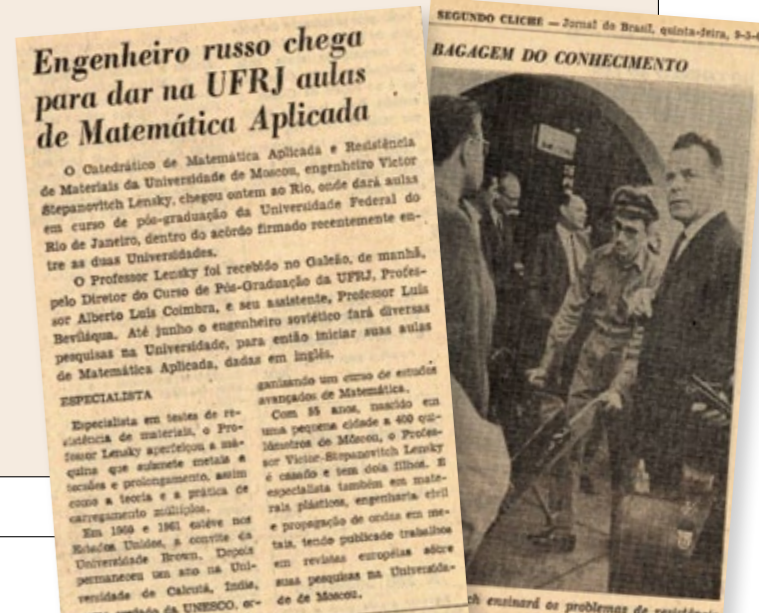 Engenheiro russo chega
para dar na UFRJ aulas
de Matemática Aplicada
O Catedrático de Matemática Aplicada e Resistência
de Materiais da Universidade de Moscou, engenheiro Victor
Stepanovitch Lensky, chegou ontem ao Rio, onde dará aulas
em curso de pós-graduação da Universidade Federal do
Rio de Janeiro, dentro do acôrdo firmado recentemente en-
tre as duas Universidades.
O Professor Lensky foi recebido no Galeão, de manhã,
pelo Diretor do Curso de Pós-Graduação da UFRJ, Profes-
sor Alberto Luís Coimbra, e seu assistente, Professor Luís
Beviláqua. Até junho o engenheiro soviético fará diversas
pesquisas na Universidade, para então iniciar suas aulas
de Matemática Aplicada, dadas em inglês.
ESPECIALISTA
Especialista em testes de re-
sistência de materiais, o Pro-
fessor Lensky aperfeiçoou a má-
quina que submete metais a
tensões e prolongamento, assim
como a teoria e a prática de
carregamento múltiplos.
Em 1960 e 1961 estêve nos
Estados Unidos, a convite da
Universidade Brown. Depois
permaneceu um ano na Uni-
versidade de Calcutá, Índia,
da UNESCO, or-
ganisando um curso de estudos
avançados de Matemática.
Com 55 anos, nascido em
uma pequena cidade a 400 qui-
lômetros de Moscou, o Profes-
sor Victor-Stepanovitch Lensky
é casado e tem dois filhos. É
especialista também em mate-
rais plásticos, engenharia civil
e propagação de ondas em me-
tais, tendo publicado trabalhos
em revistas européias sôbre
suas pesquisas na Universida-
de de Moscou.
SEGUNDO CLICHÊ — Jornal do Brasil, quinta-feira, 9-3-6
BAGAGEM DO CONHECIMENTO
ch ensinará os problemas de resistên